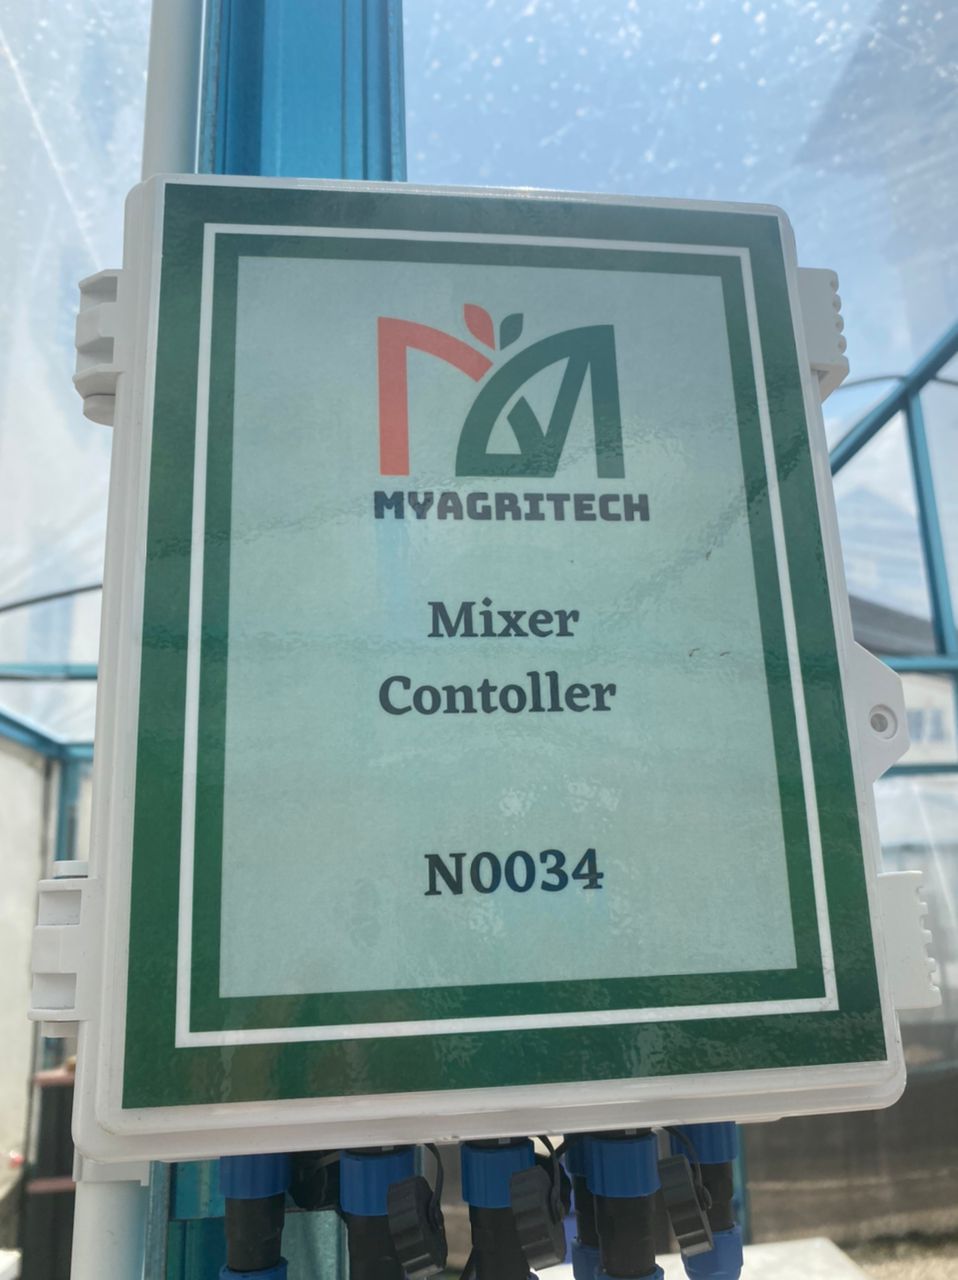 MYAGRITECH
Mixer
Contoller
N0034